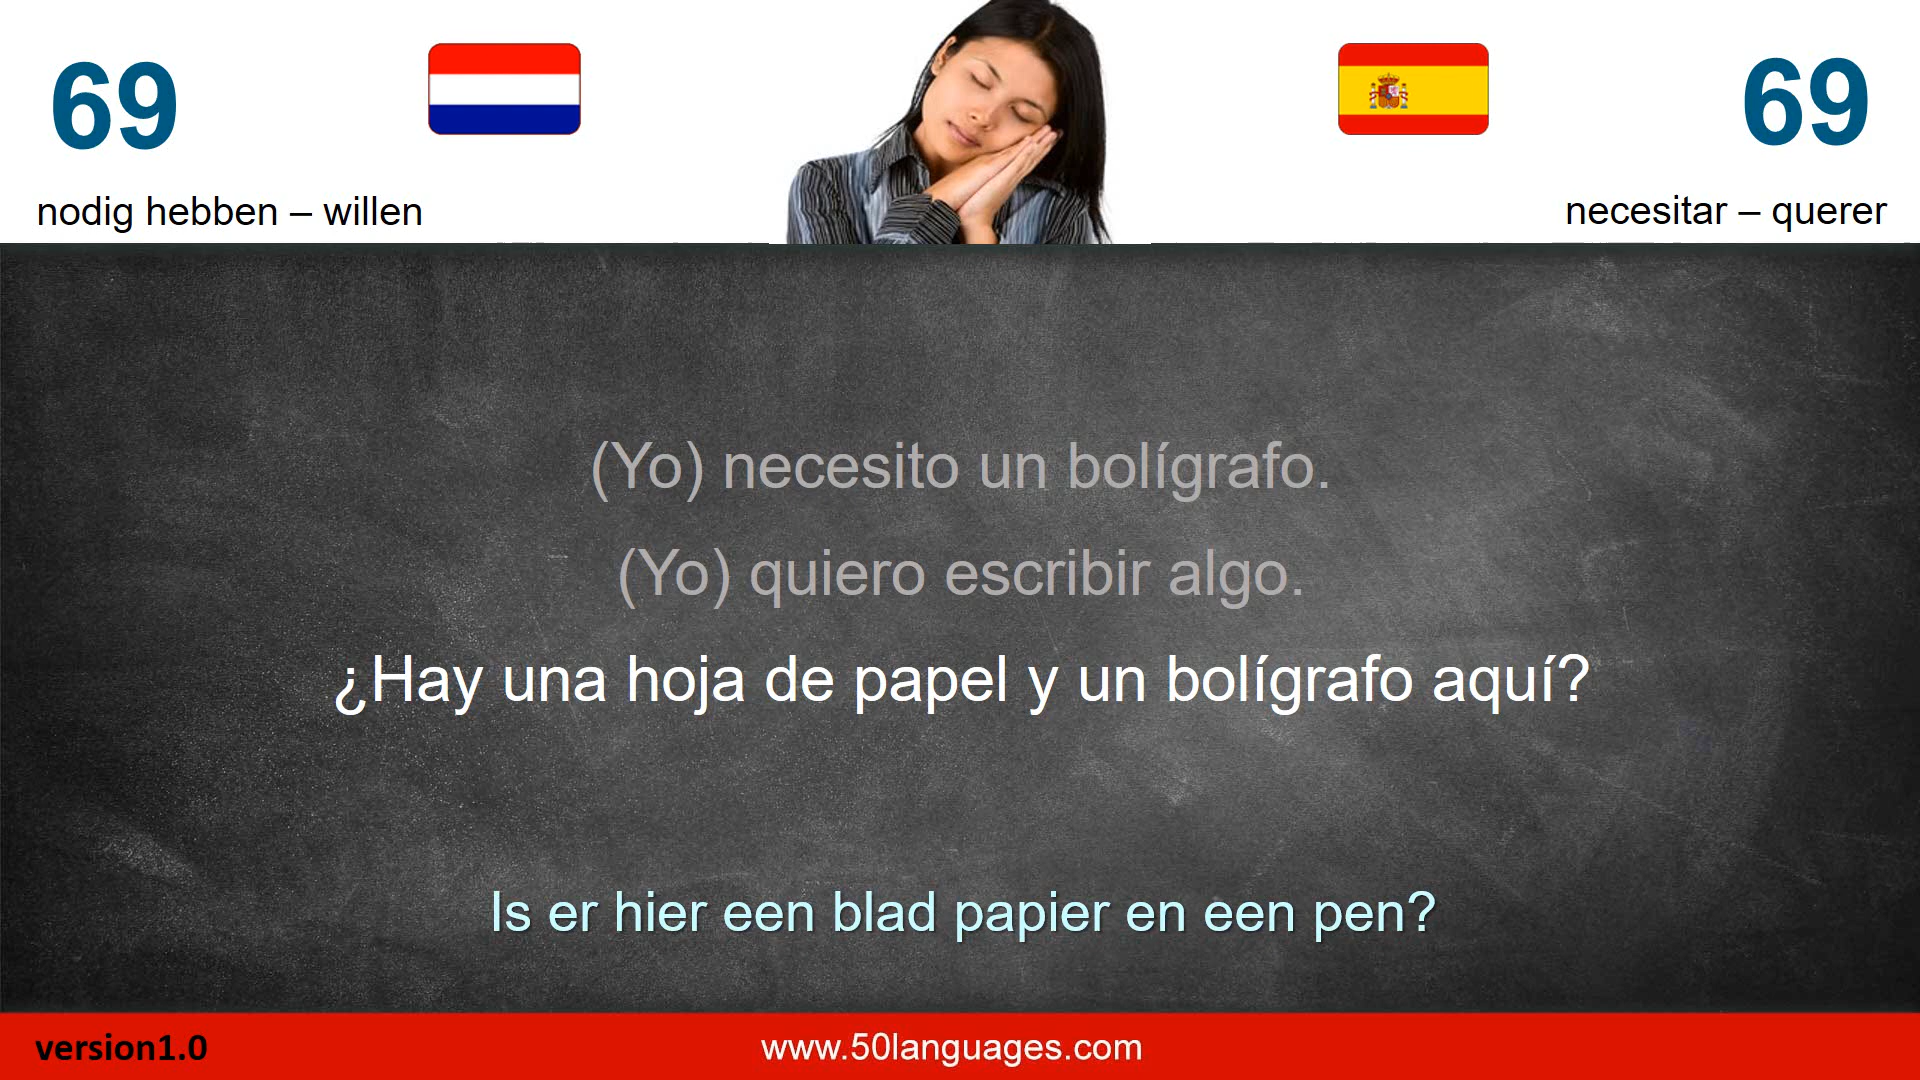 69
69
nodig hebben – willen
necesitar – querer
(Yo) necesito un bolígrafo.
(Yo) quiero escribir algo.
¿Hay una hoja de papel y un bolígrafo aquí?
Is er hier een blad papier en een pen?
version1.0
www.50languages.com